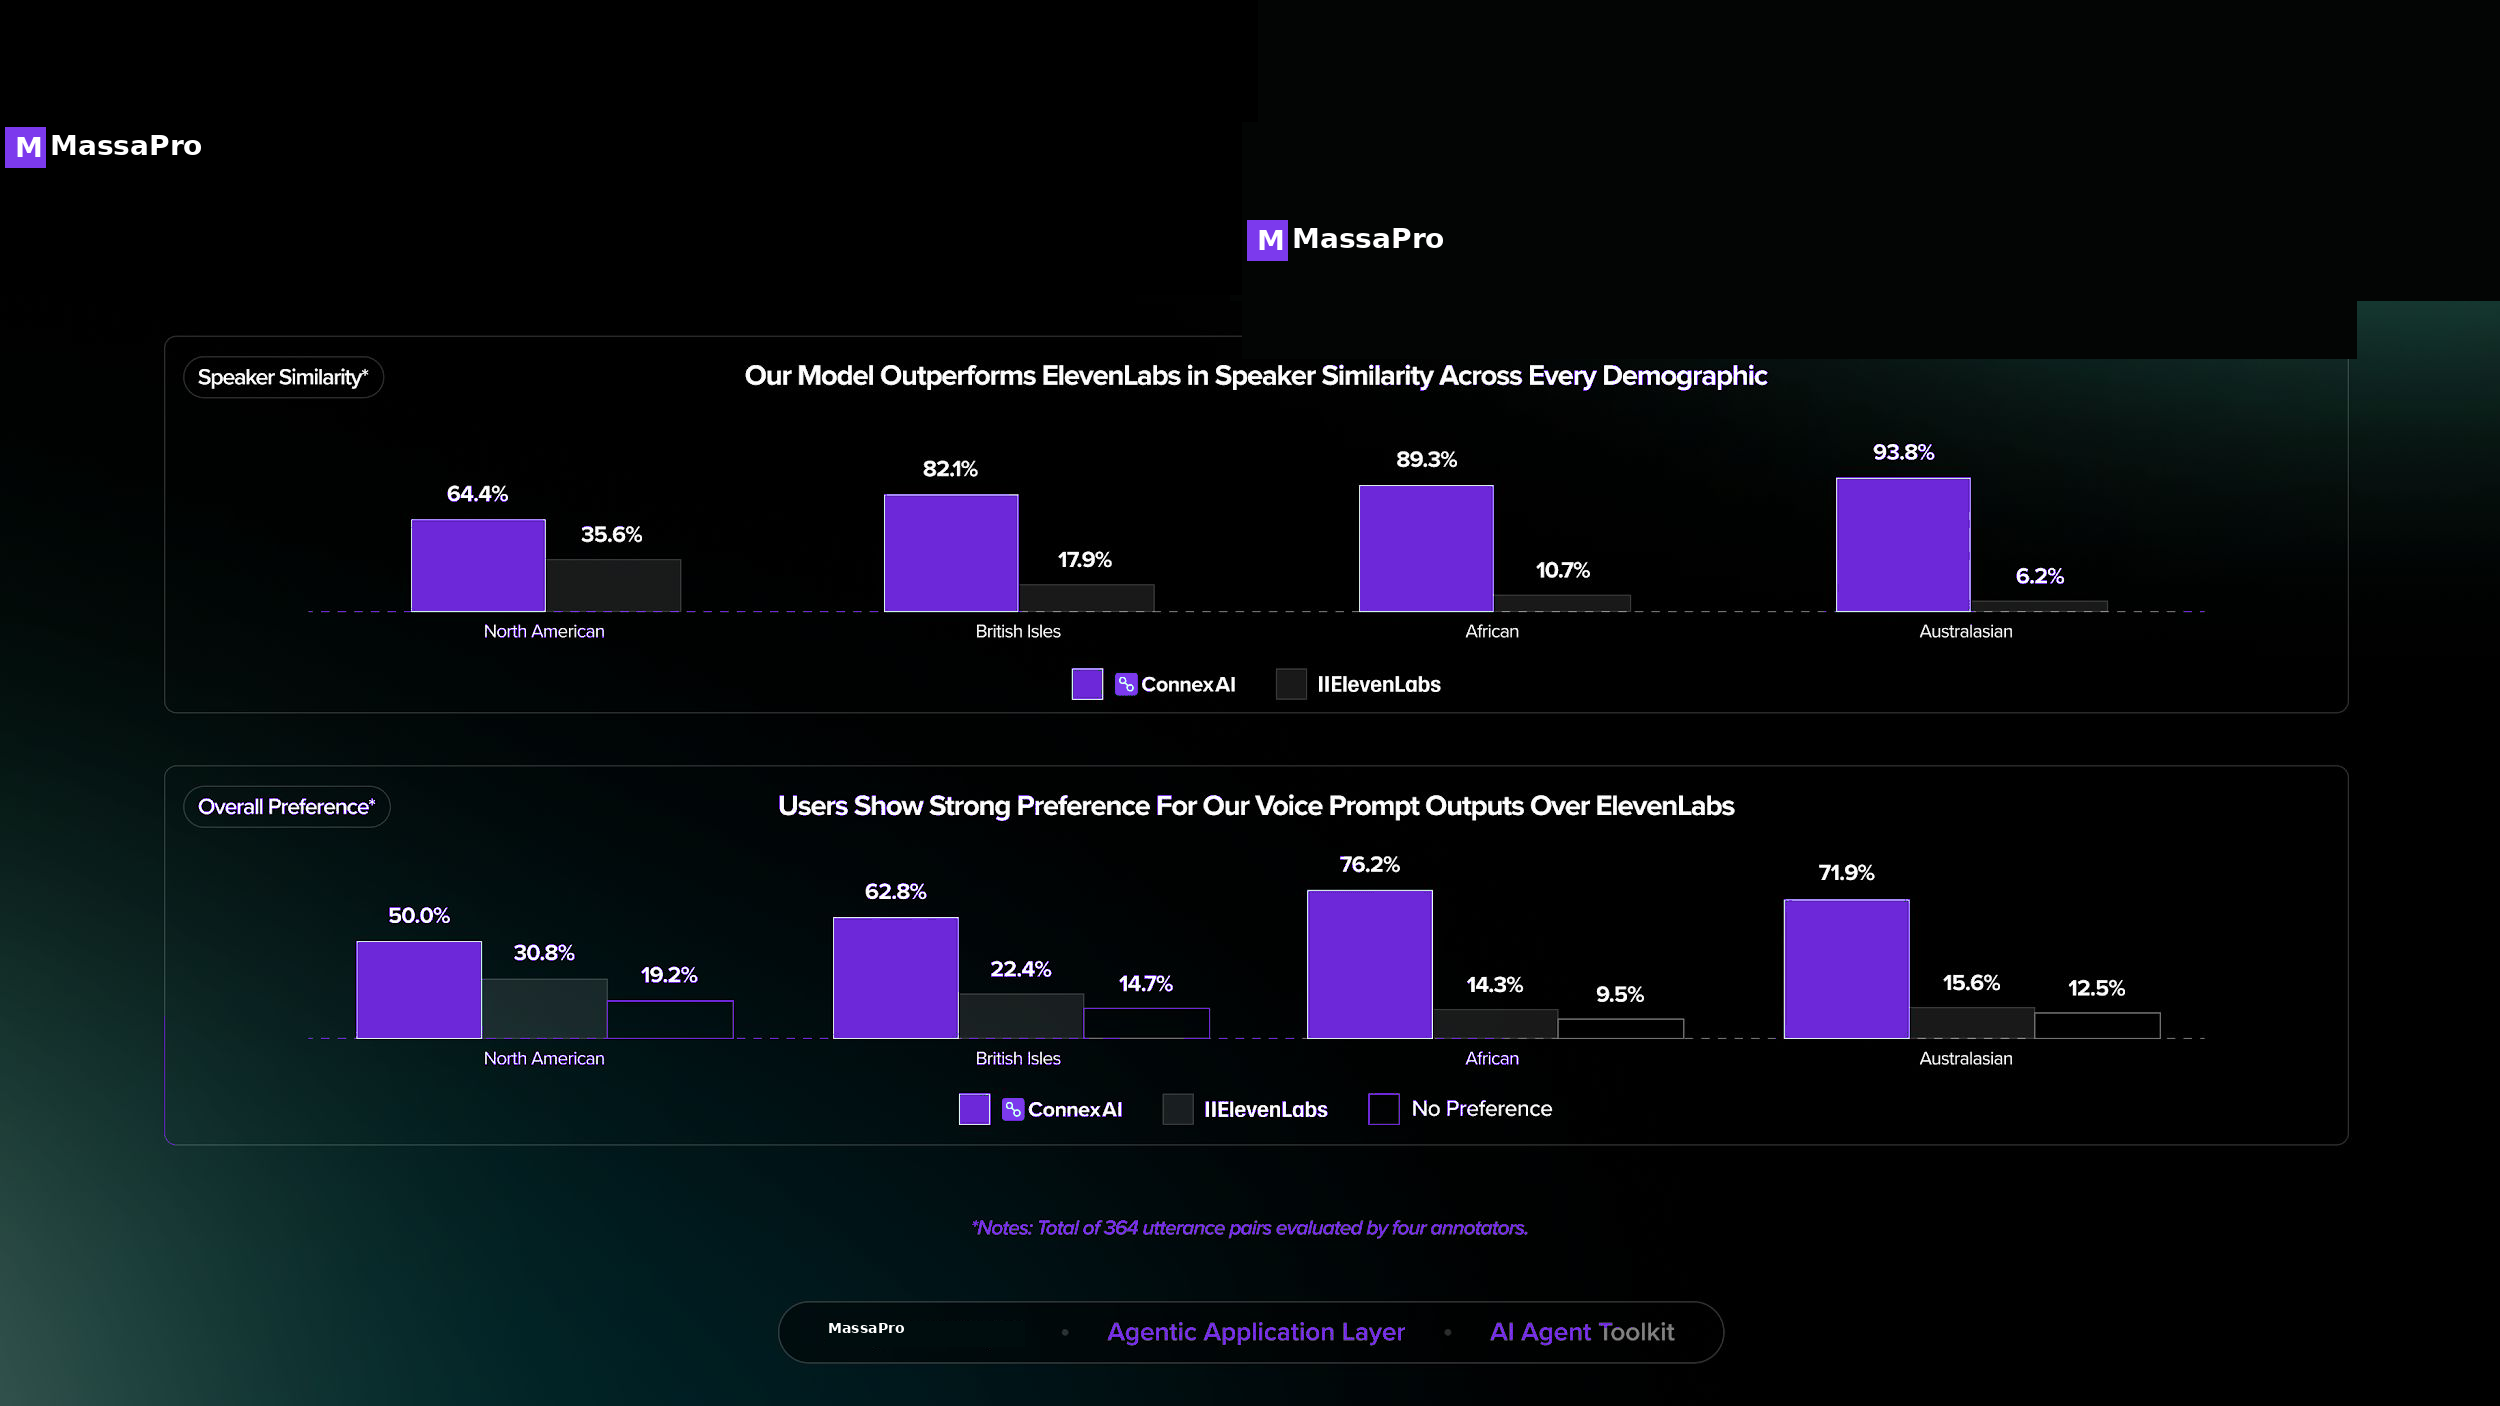 M MassaPro
M MassaPro
Speaker Similarity*
Our Model Outperforms ElevenLabs in Speaker Similarity Across Every Demographic
64.4%
35.6%
82.1%
17.9%
89.3%
10.7%
93.8%
6.2%
North American
British Isles
African
Australasian
ConnexAI
IIElevenLabs
Overall Preference*
Users Show Strong Preference For Our Voice Prompt Outputs Over ElevenLabs
50.0%
30.8%
19.2%
62.8%
22.4%
14.7%
76.2%
14.3%
9.5%
71.9%
15.6%
12.5%
North American
British Isles
African
Australasian
ConnexAI
IIElevenLabs
No Preference
*Notes: Total of 364 utterance pairs evaluated by four annotators.
MassaPro • Agentic Application Layer • AI Agent Toolkit